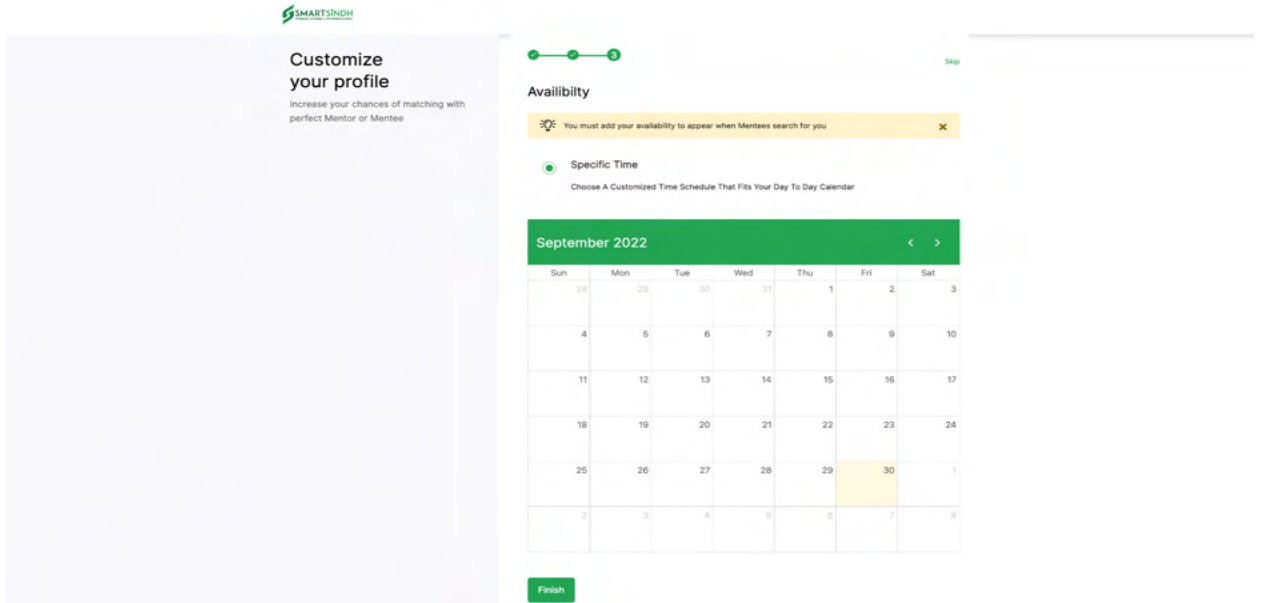 SMARTSINDH
Customize
your profile
Increase your chances of matching with
perfect Mentor or Mentee
3
Skip
Availibilty
You must add your availability to appear when Mentees search for you
Specific Time
Choose A Customized Time Schedule That Fits Your Day To Day Calendar
September 2022
Sun Mon Tue Wed Thu Fri Sat
28 29 30 31 1 2 3
4 5 6 7 8 9 10
11 12 13 14 15 16 17
18 19 20 21 22 23 24
25 26 27 28 29 30 1
2 3 4 5 6 7 8
Finish